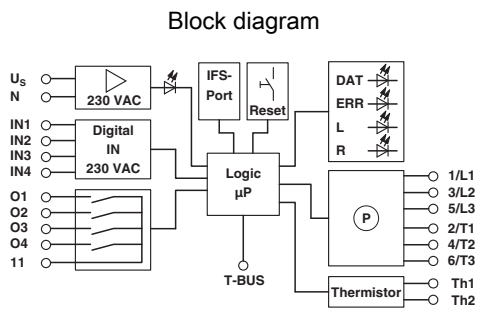 Block diagram
U_S
N
230 VAC
IFS-
Port
Reset
DAT
ERR
L
R
IN1
IN2
IN3
IN4
Digital
IN
230 VAC
Logic
µP
O1
O2
O3
O4
11
P
1/L1
3/L2
5/L3
2/T1
4/T2
6/T3
T-BUS
Thermistor
Th1
Th2